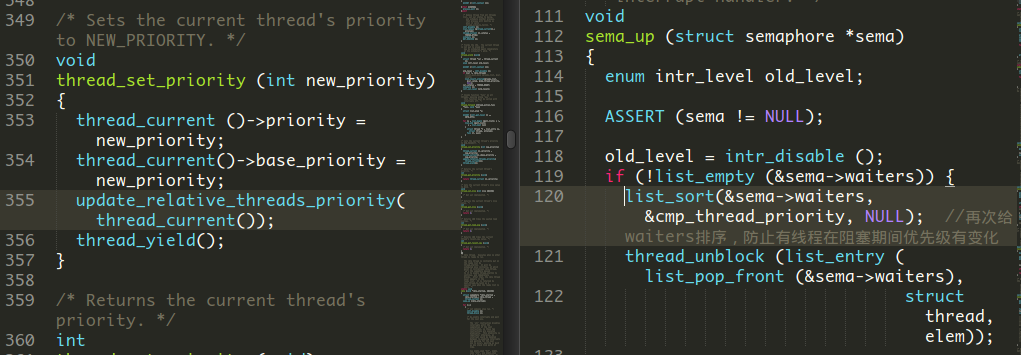 349 /* Sets the current thread's priority
to NEW_PRIORITY. */
350 void
351 thread_set_priority (int new_priority)
352 {
353 thread_current ()->priority =
new_priority;
354 thread_current()->base_priority =
new_priority;
355 update_relative_threads_priority(
thread_current());
356 thread_yield();
357 }
358
359 /* Returns the current thread's
priority. */
360 int
111 void
112 sema_up (struct semaphore *sema)
113 {
114 enum intr_level old_level;
115
116 ASSERT (sema != NULL);
117
118 old_level = intr_disable ();
119 if (!list_empty (&sema->waiters)) {
120 list_sort(&sema->waiters,
&cmp_thread_priority, NULL); //再次给
waiters排序，防止有线程在阻塞期间优先级有变化
121 thread_unblock (list_entry (
list_pop_front (&sema->waiters),
122 struct
thread,
elem));